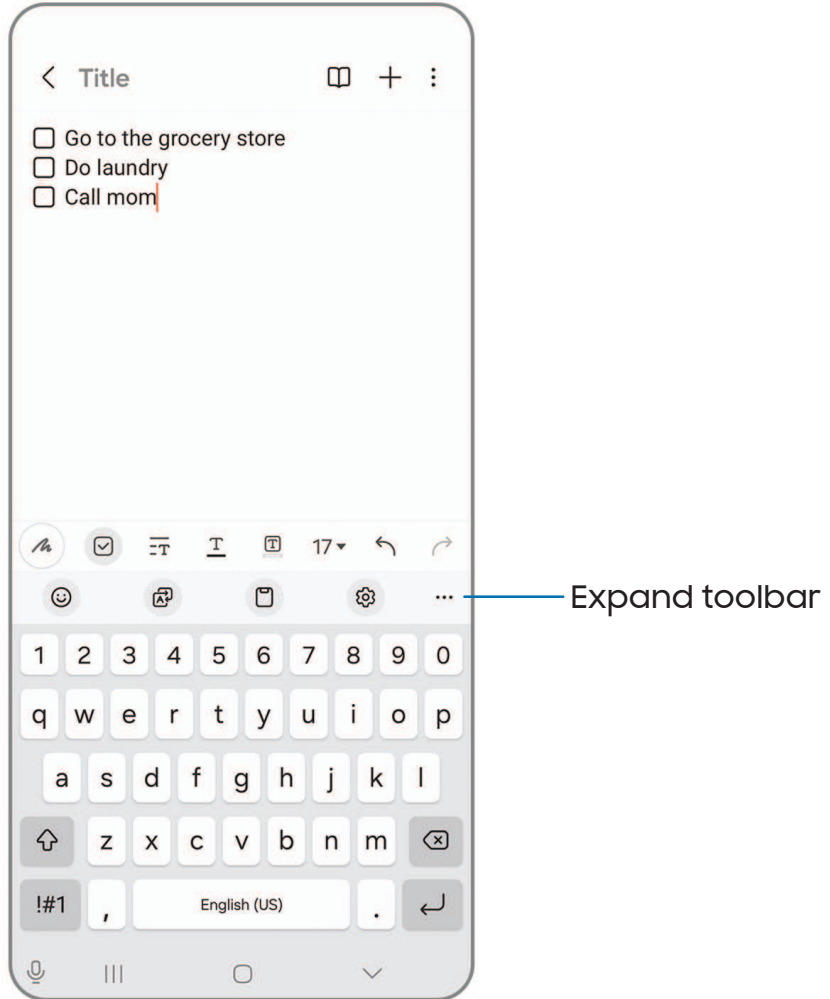 Title
Go to the grocery store
Do laundry
Call mom
17
Expand toolbar
1 2 3 4 5 6 7 8 9 0
q w e r t y u i o p
a s d f g h j k l
z x c v b n m
!#1 , English (US) .